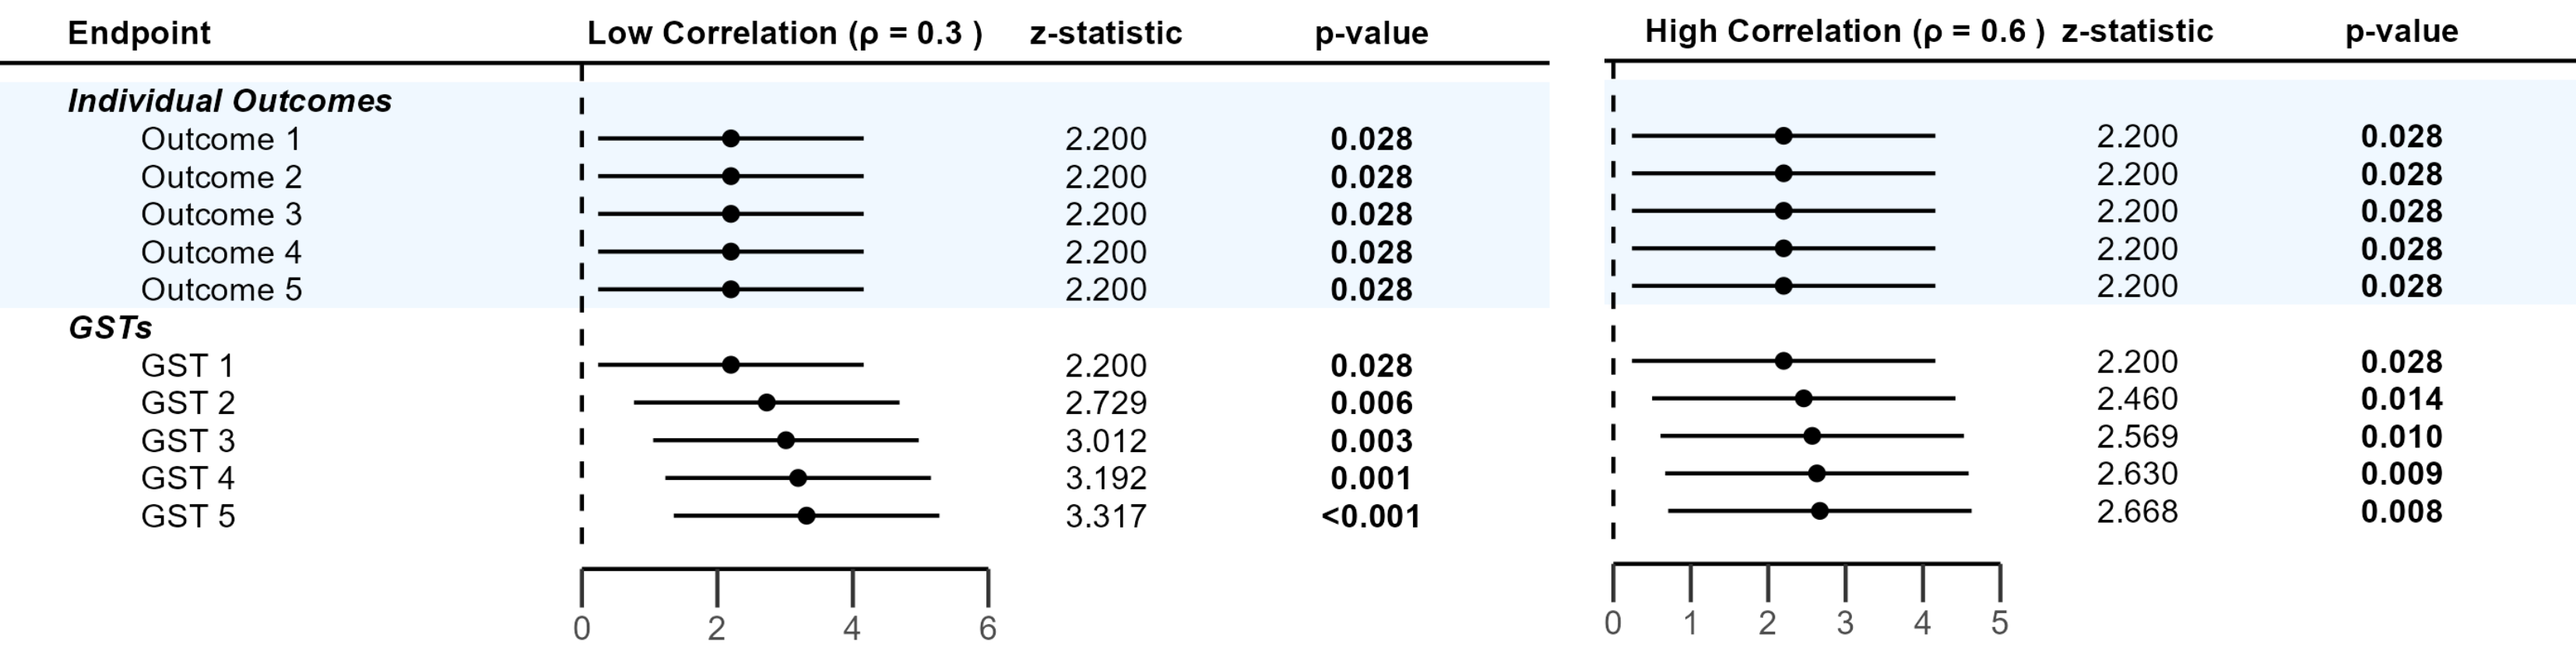 Endpoint Low Correlation (ρ = 0.3 ) z-statistic p-value High Correlation (ρ = 0.6 ) z-statistic p-value
Individual Outcomes
Outcome 1 2.200 0.028 2.200 0.028
Outcome 2 2.200 0.028 2.200 0.028
Outcome 3 2.200 0.028 2.200 0.028
Outcome 4 2.200 0.028 2.200 0.028
Outcome 5 2.200 0.028 2.200 0.028
GSTs
GST 1 2.200 0.028 2.200 0.028
GST 2 2.729 0.006 2.460 0.014
GST 3 3.012 0.003 2.569 0.010
GST 4 3.192 0.001 2.630 0.009
GST 5 3.317 <0.001 2.668 0.008
0 2 4 6 0 1 2 3 4 5